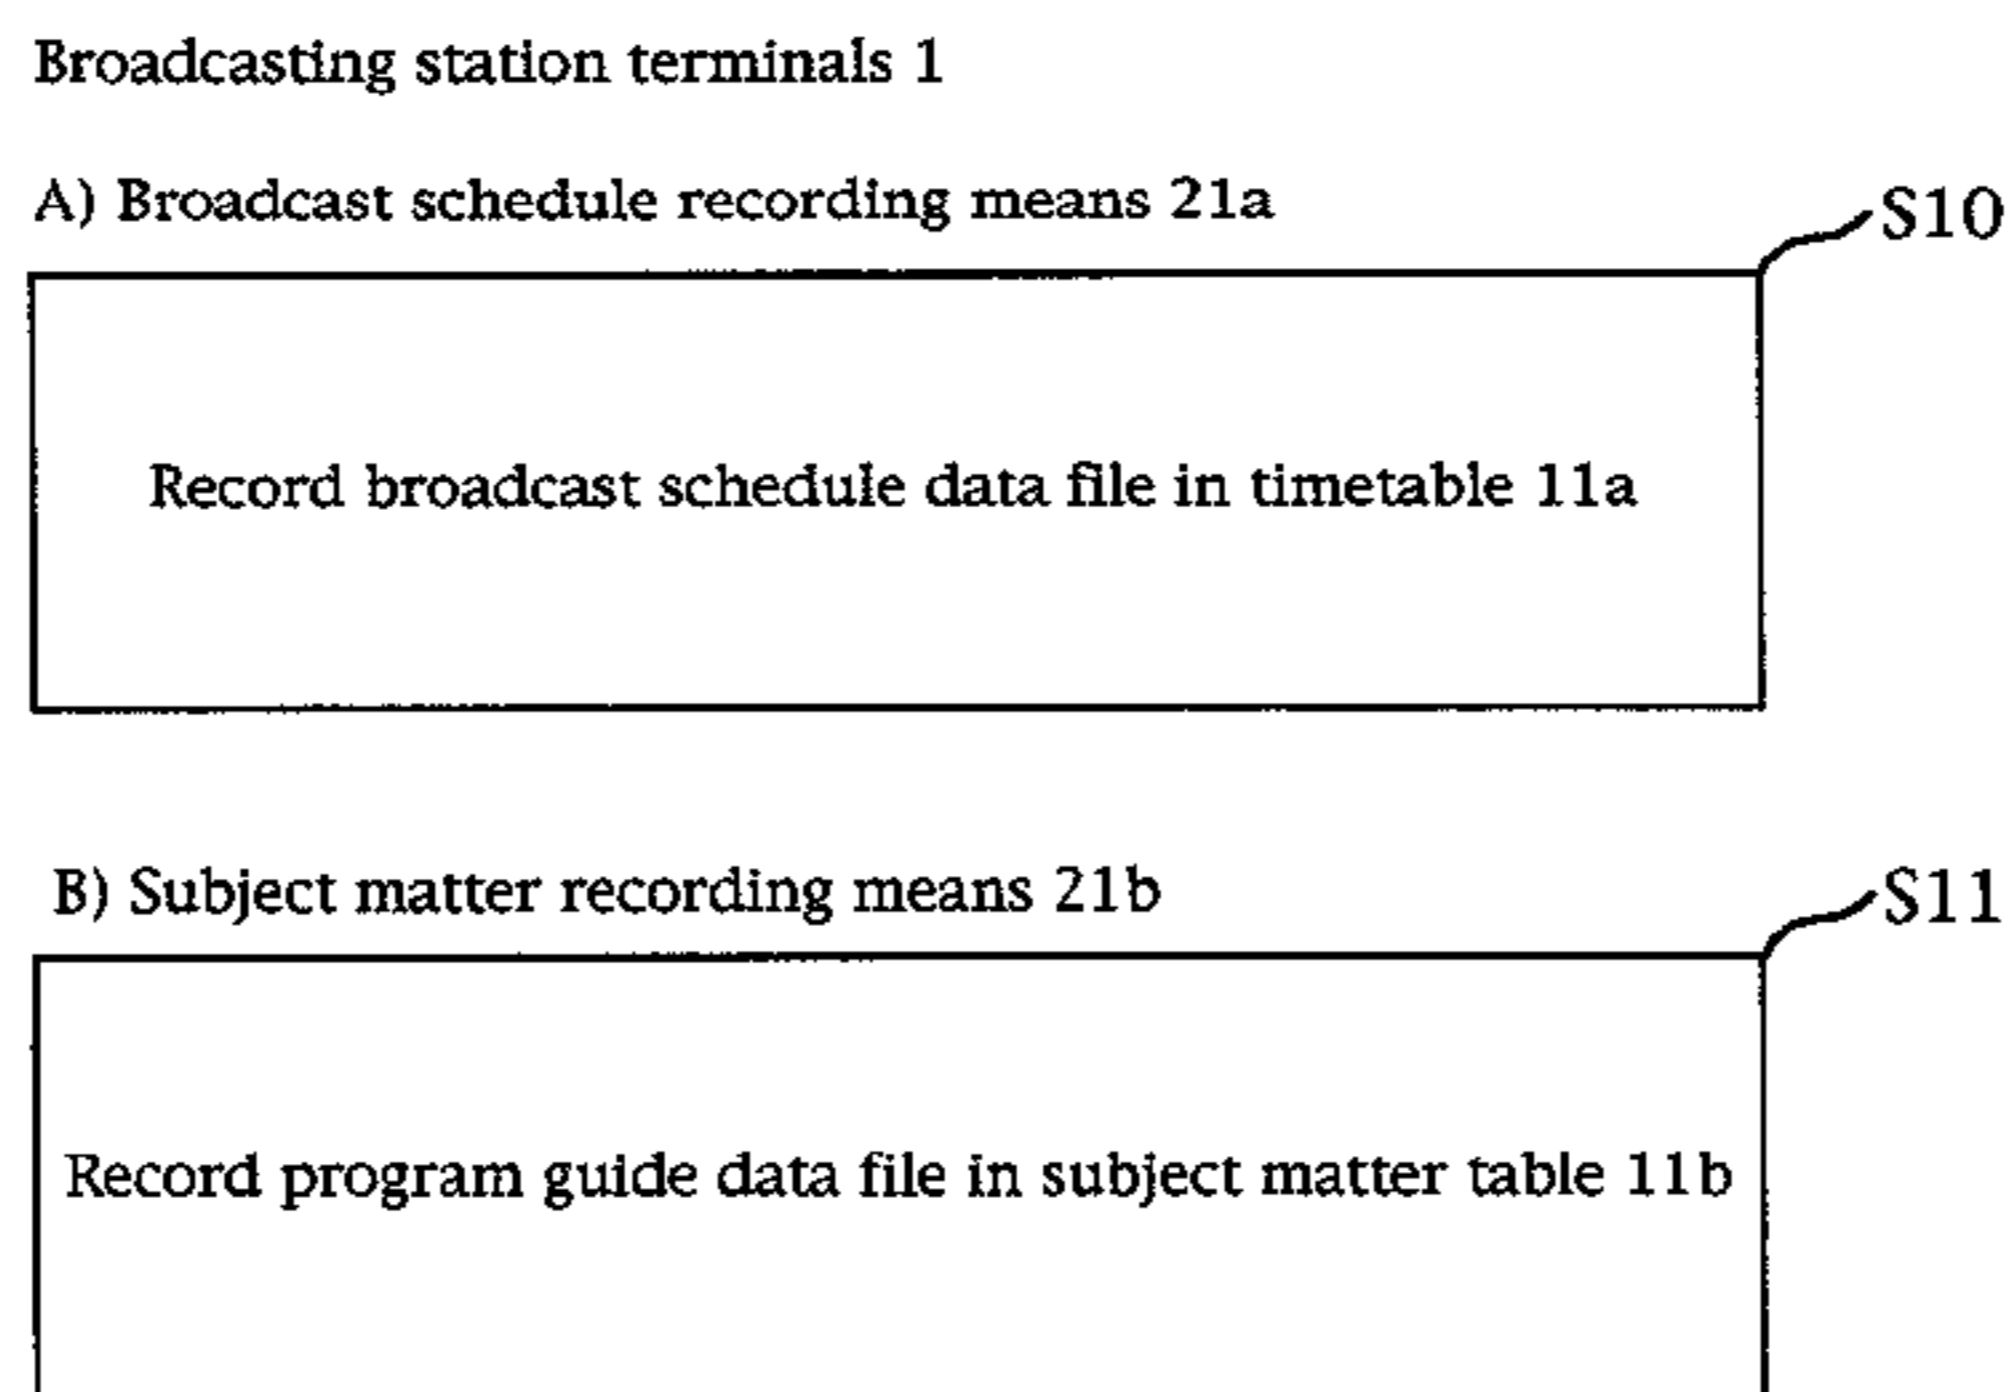 Broadcasting station terminals 1
A) Broadcast schedule recording means 21a
S10
Record broadcast schedule data file in timetable 11a
B) Subject matter recording means 21b
S11
Record program guide data file in subject matter table 11b